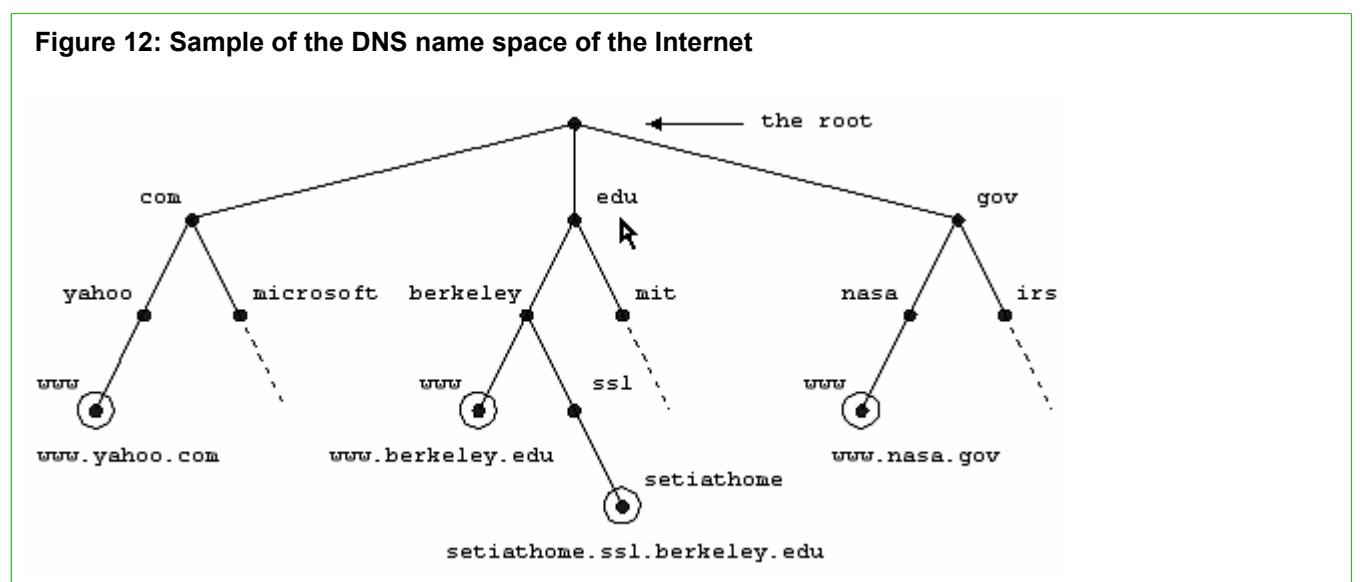 Figure 12: Sample of the DNS name space of the Internet
the root
com
edu
gov
yahoo
microsoft
berkeley
mit
nasa
irs
www
www
ssl
www
www.yahoo.com
www.berkeley.edu
www.nasa.gov
setiathome
setiathome.ssl.berkeley.edu